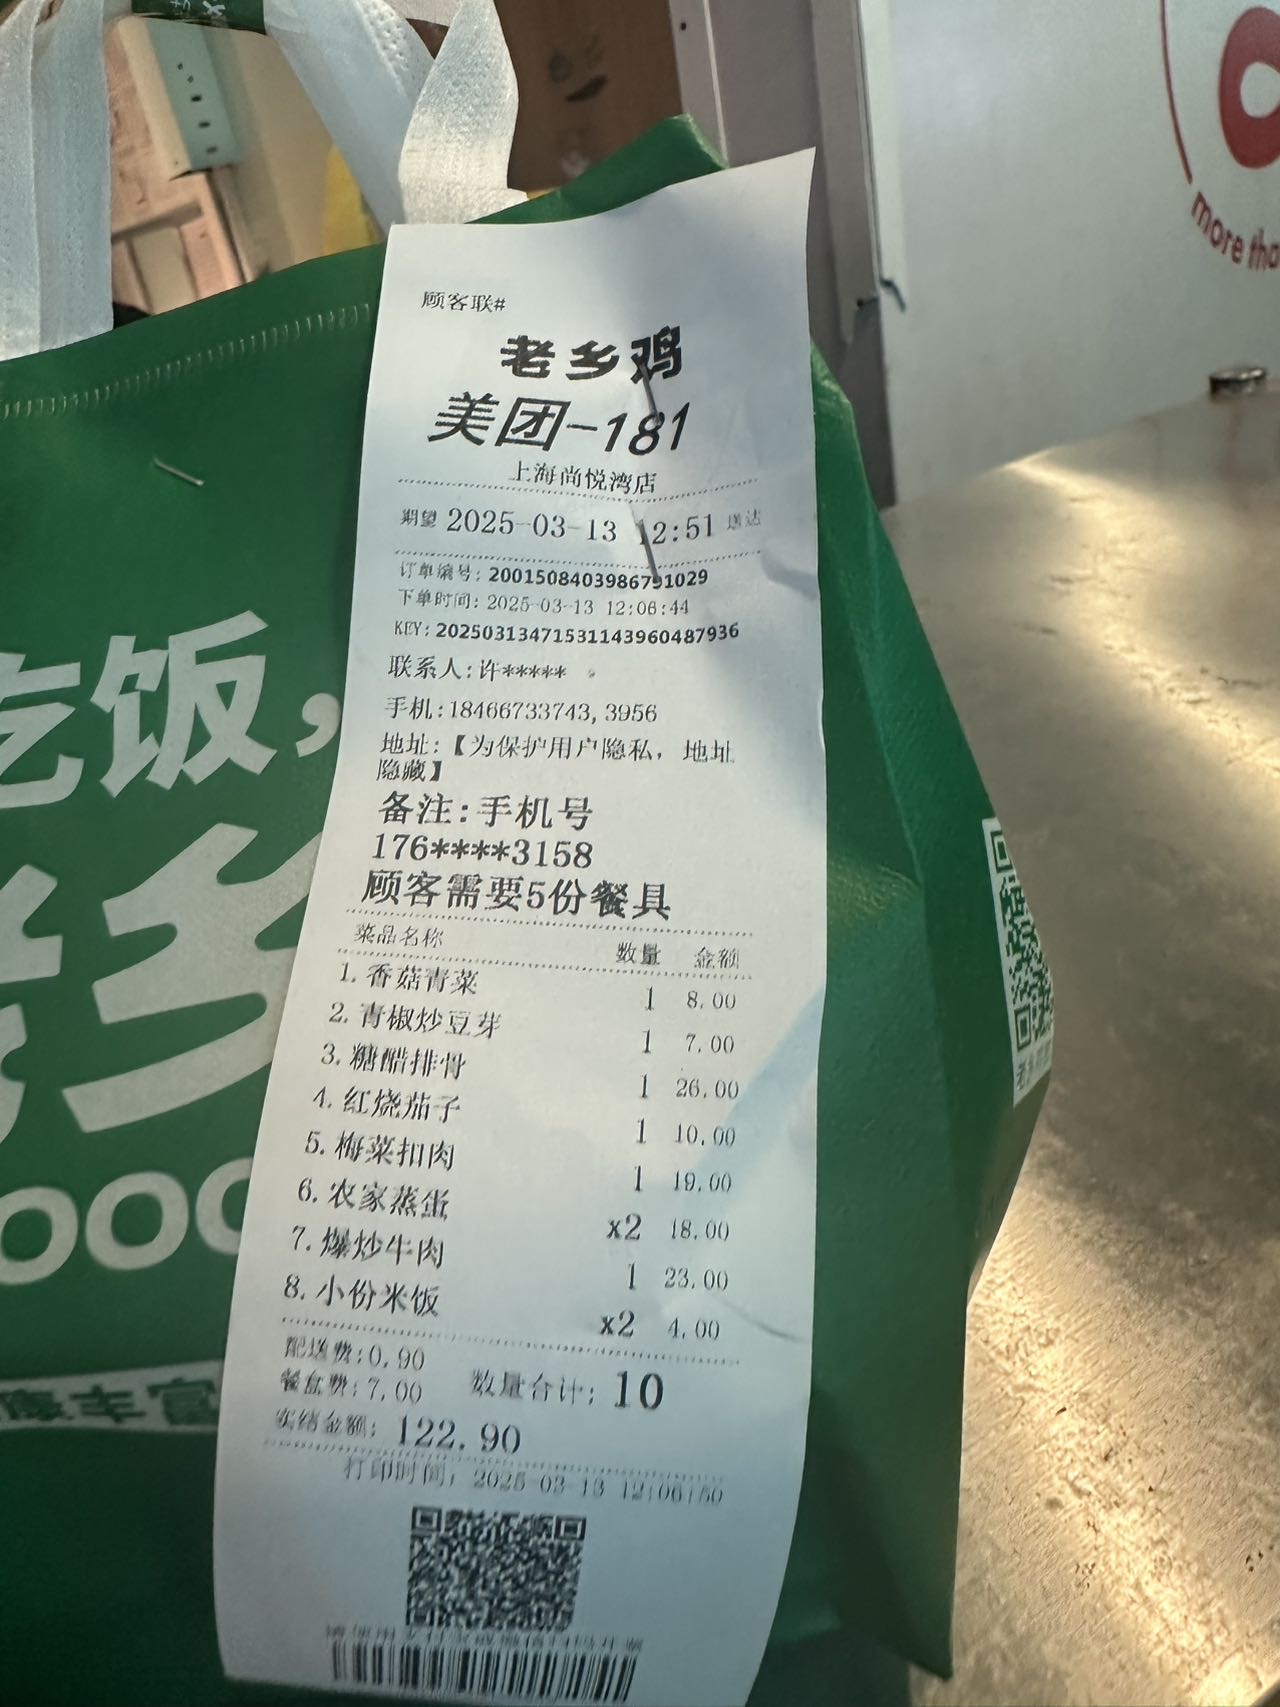 顾客联#
老乡鸡
美团-181
上海尚悦湾店
期望 2025-03-13 12:51 送达
订单编号: 2001508403986791029
下单时间: 2025-03-13 12:06:44
KEY: 20250313471531143960487936
联系人: 许*****
手机:18466733743,3956
地址:【为保护用户隐私, 地址
隐藏】
备注:手机号
176****3158
顾客需要5份餐具
菜品名称 数量 金额
1. 香菇青菜 1 8.00
2. 青椒炒豆芽 1 7.00
3. 糖醋排骨 1 26.00
4. 红烧茄子 1 10.00
5. 梅菜扣肉 1 19.00
6. 农家蒸蛋 x2 18.00
7. 爆炒牛肉 1 23.00
8. 小份米饭 x2 4.00
配送费:0.90
餐盒费:7.00 数量合计: 10
实结金额: 122.90
打印时间: 2025-03-13 12:06:50
吃饭,
乡
丰富
more tha